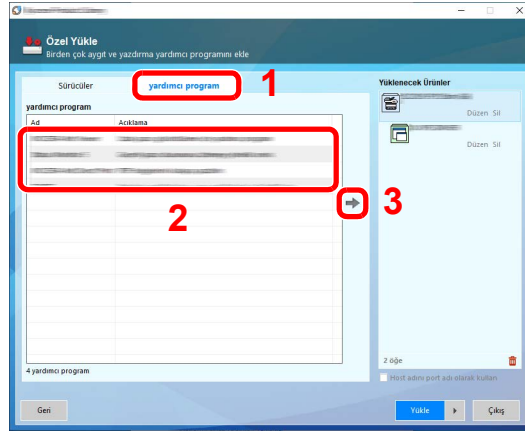 Özel Yükle
Birden çok aygıt ve yazdırma yardımcı programını ekle
Sürücüler
yardımcı program
1
Yüklenecek Ürünler
yardımcı program
Ad
Açıklama
Düzen Sil
Düzen Sil
2
3
4 yardımcı program
2 öğe
Host adını port adı olarak kullan
Geri
Yükle
Çıkış